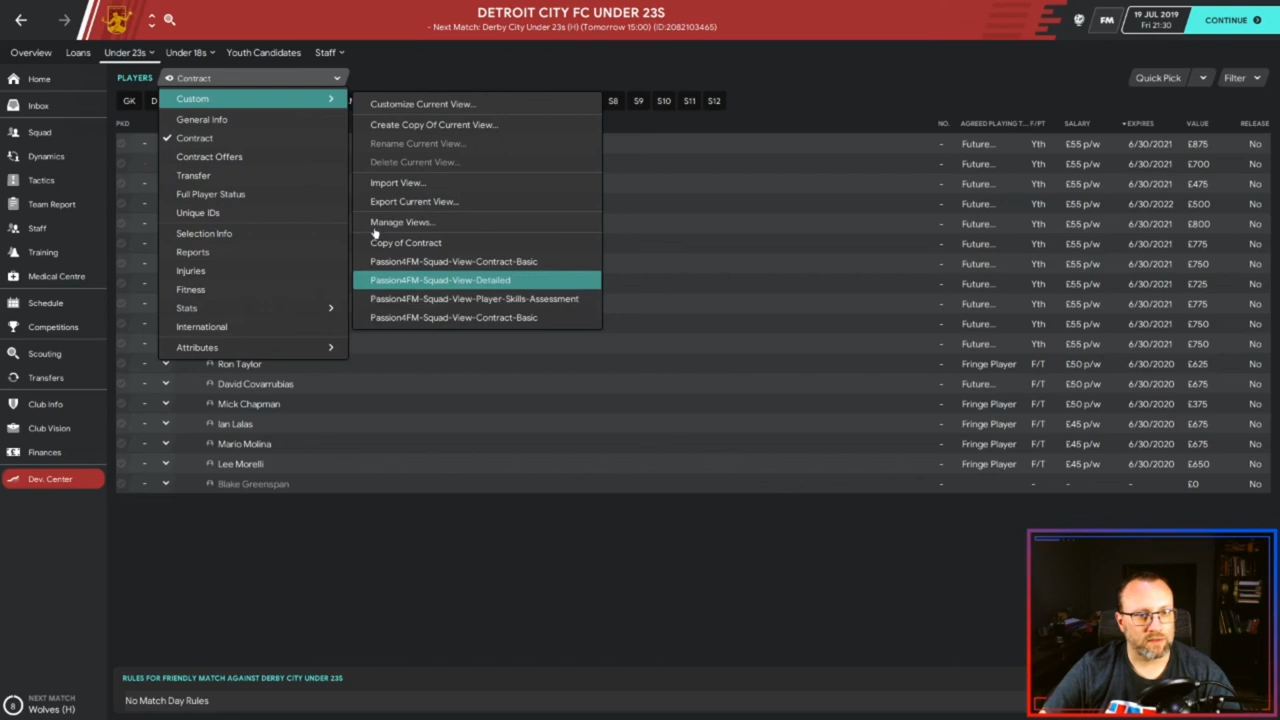 DETROIT CITY FC UNDER 23S
- Next Match: Derby City Under 23s (H) (Tomorrow 15:00) (ID:2082103465)
FM
19 JUL 2019
Fri 21:30
CONTINUE
Overview Loans Under 23s Under 18s Youth Candidates Staff
Home
Inbox
Squad
Dynamics
Tactics
Team Report
Staff
Training
Medical Centre
Schedule
Competitions
Scouting
Transfers
Club Info
Club Vision
Finances
Dev. Center
NEXT MATCH
Wolves (H)
PLAYERS Contract Quick Pick Filter
GK D S8 S9 S10 S11 S12
Custom
General Info
Contract
Contract Offers
Transfer
Full Player Status
Unique IDs
Selection Info
Reports
Injuries
Fitness
Stats
International
Attributes
Customize Current View...
Create Copy Of Current View...
Rename Current View...
Delete Current View...
Import View...
Export Current View...
Manage Views...
Copy of Contract
Passion4FM-Squad-View-Contract-Basic
Passion4FM-Squad-View-Detailed
Passion4FM-Squad-View-Player-Skills-Assessment
Passion4FM-Squad-View-Contract-Basic
PKD NO. AGREED PLAYING T... F/PT SALARY EXPIRES VALUE RELEASE
- - Future... Yth £55 p/w 6/30/2021 £875 No
- - Future... Yth £55 p/w 6/30/2021 £700 No
- - Future... Yth £55 p/w 6/30/2021 £475 No
- - Future... Yth £55 p/w 6/30/2022 £500 No
- - Future... Yth £55 p/w 6/30/2021 £800 No
- - Future... Yth £55 p/w 6/30/2021 £775 No
- - Future... Yth £55 p/w 6/30/2021 £750 No
- - Future... Yth £55 p/w 6/30/2021 £725 No
- - Future... Yth £55 p/w 6/30/2021 £775 No
- - Future... Yth £55 p/w 6/30/2021 £750 No
- - Future... Yth £55 p/w 6/30/2021 £750 No
- Ron Taylor - Fringe Player F/T £50 p/w 6/30/2020 £625 No
- David Covarrubias - Future... F/T £50 p/w 6/30/2020 £675 No
- Mick Chapman - Fringe Player F/T £50 p/w 6/30/2020 £375 No
- Ian Lalas - Fringe Player F/T £45 p/w 6/30/2020 £675 No
- Mario Molina - Fringe Player F/T £45 p/w 6/30/2020 £675 No
- Lee Morelli - Fringe Player F/T £45 p/w 6/30/2020 £650 No
- Blake Greenspan - - - - £0 No
RULES FOR FRIENDLY MATCH AGAINST DERBY CITY UNDER 23S
No Match Day Rules